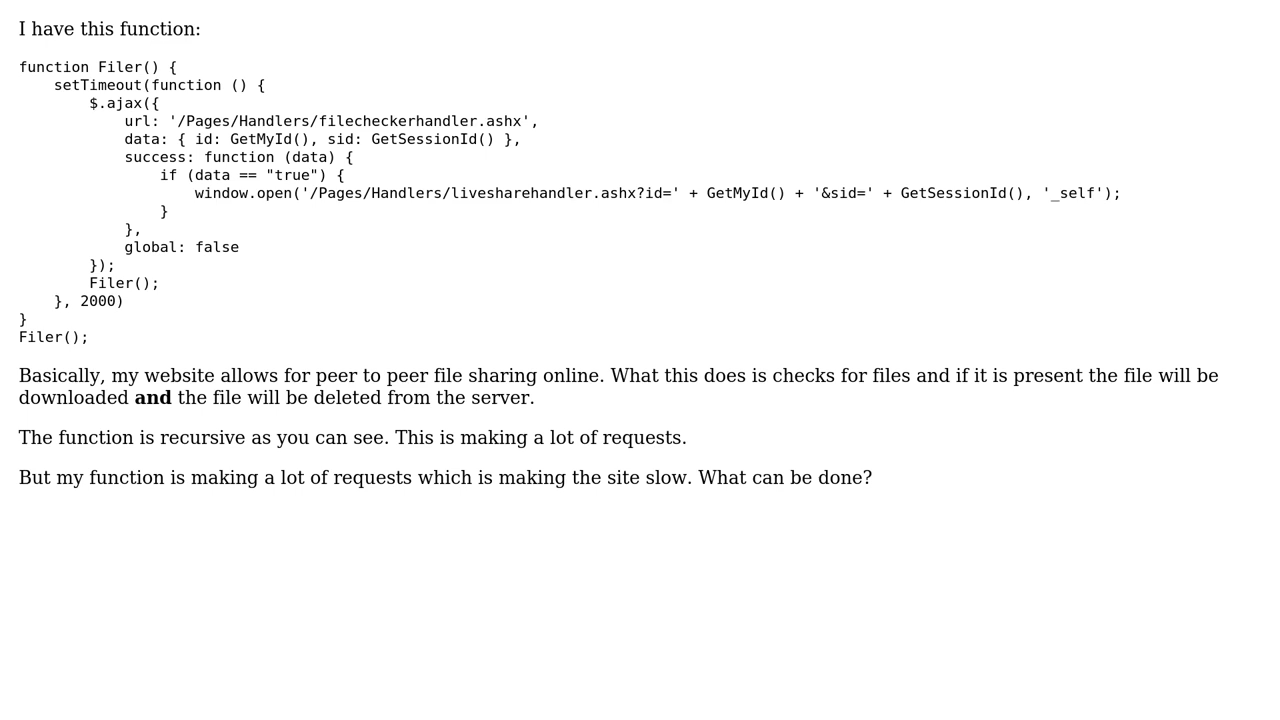 I have this function:
function Filer() {
    setTimeout(function () {
        $.ajax({
            url: '/Pages/Handlers/filecheckerhandler.ashx',
            data: { id: GetMyId(), sid: GetSessionId() },
            success: function (data) {
                if (data == "true") {
                    window.open('/Pages/Handlers/livesharehandler.ashx?id=' + GetMyId() + '&sid=' + GetSessionId(), '_self');
                }
            },
            global: false
        });
        Filer();
    }, 2000)
}
Filer();
Basically, my website allows for peer to peer file sharing online. What this does is checks for files and if it is present the file will be
downloaded and the file will be deleted from the server.
The function is recursive as you can see. This is making a lot of requests.
But my function is making a lot of requests which is making the site slow. What can be done?